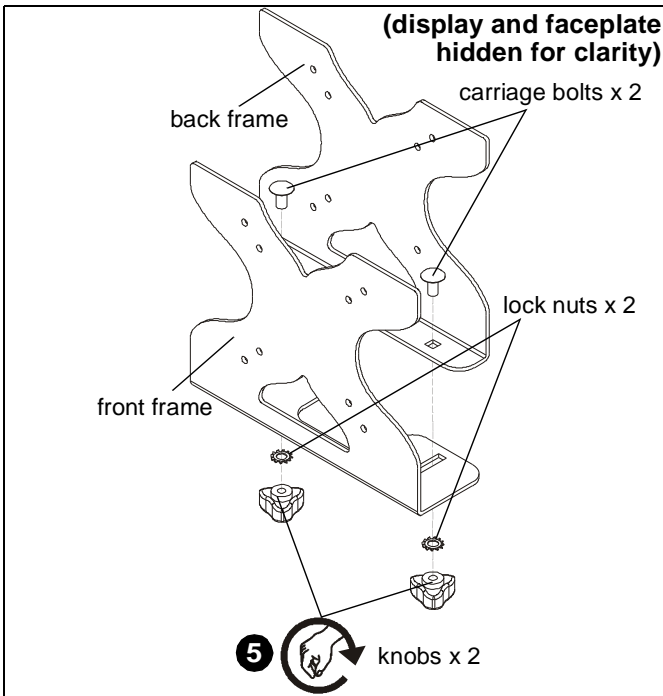 (display and faceplate
hidden for clarity)
carriage bolts x 2
back frame
lock nuts x 2
front frame
5
knobs x 2